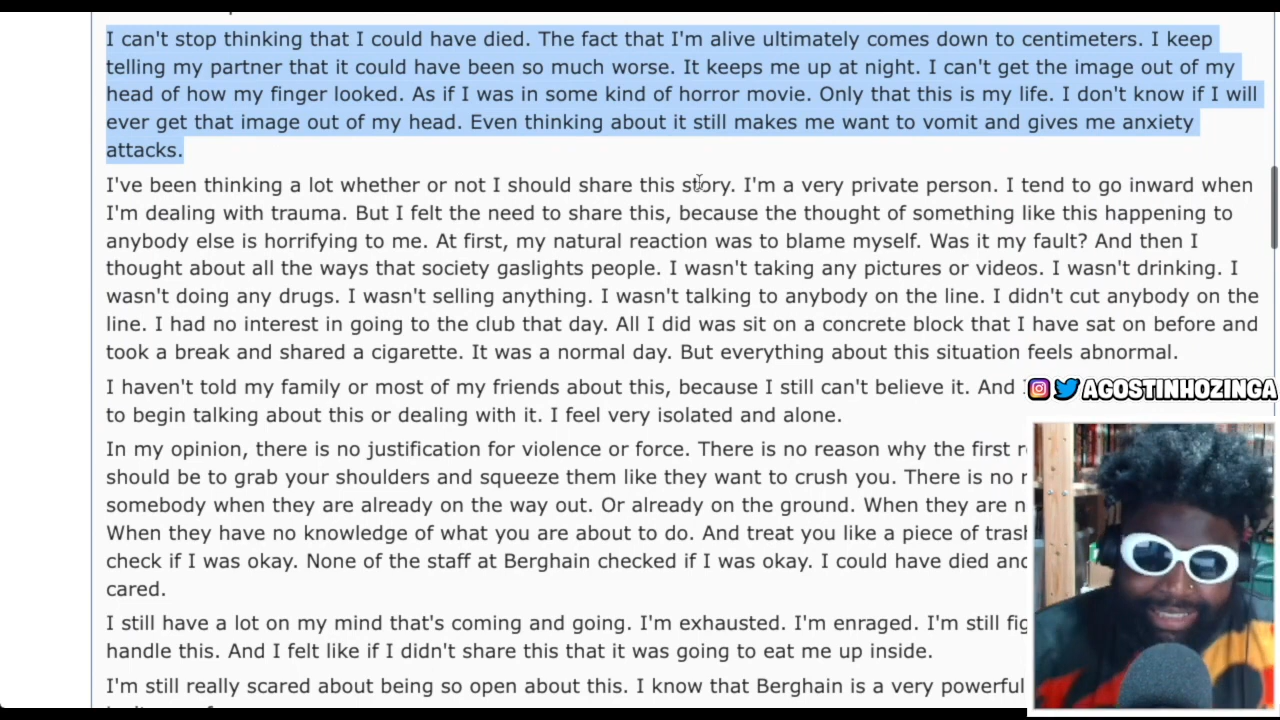 I can't stop thinking that I could have died. The fact that I'm alive ultimately comes down to centimeters. I keep
telling my partner that it could have been so much worse. It keeps me up at night. I can't get the image out of my
head of how my finger looked. As if I was in some kind of horror movie. Only that this is my life. I don't know if I will
ever get that image out of my head. Even thinking about it still makes me want to vomit and gives me anxiety
attacks.
I've been thinking a lot whether or not I should share this story. I'm a very private person. I tend to go inward when
I'm dealing with trauma. But I felt the need to share this, because the thought of something like this happening to
anybody else is horrifying to me. At first, my natural reaction was to blame myself. Was it my fault? And then I
thought about all the ways that society gaslights people. I wasn't taking any pictures or videos. I wasn't drinking. I
wasn't doing any drugs. I wasn't selling anything. I wasn't talking to anybody on the line. I didn't cut anybody on the
line. I had no interest in going to the club that day. All I did was sit on a concrete block that I have sat on before and
took a break and shared a cigarette. It was a normal day. But everything about this situation feels abnormal.
I haven't told my family or most of my friends about this, because I still can't believe it. And
AGOSTINHOZINGA
to begin talking about this or dealing with it. I feel very isolated and alone.
In my opinion, there is no justification for violence or force. There is no reason why the first
should be to grab your shoulders and squeeze them like they want to crush you. There is no
somebody when they are already on the way out. Or already on the ground. When they are
When they have no knowledge of what you are about to do. And treat you like a piece of
check if I was okay. None of the staff at Berghain checked if I was okay. I could have died
cared.
I still have a lot on my mind that's coming and going. I'm exhausted. I'm enraged. I'm still
handle this. And I felt like if I didn't share this that it was going to eat me up inside.
I'm still really scared about being so open about this. I know that Berghain is a very powerful